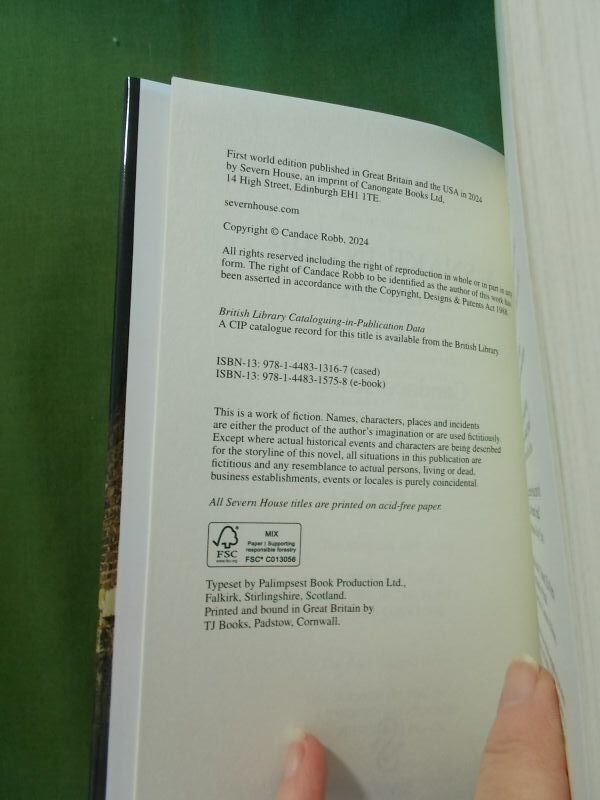 First world edition published in Great Britain and the USA in 2024
by Severn House, an imprint of Canongate Books Ltd,
14 High Street, Edinburgh EH1 1TE.
severnhouse.com
Copyright © Candace Robb, 2024
All rights reserved including the right of reproduction in whole or in part in any
form. The right of Candace Robb to be identified as the author of this work has
been asserted in accordance with the Copyright, Designs & Patents Act 1988.
British Library Cataloguing-in-Publication Data
A CIP catalogue record for this title is available from the British Library.
ISBN-13: 978-1-4483-1316-7 (cased)
ISBN-13: 978-1-4483-1575-8 (e-book)
This is a work of fiction. Names, characters, places and incidents
are either the product of the author's imagination or are used fictitiously.
Except where actual historical events and characters are being described
for the storyline of this novel, all situations in this publication are
fictitious and any resemblance to actual persons, living or dead,
business establishments, events or locales is purely coincidental.
All Severn House titles are printed on acid-free paper.
FSC
www.fsc.org
MIX
Paper | Supporting
responsible forestry
FSC® C013056
Typeset by Palimpsest Book Production Ltd.,
Falkirk, Stirlingshire, Scotland.
Printed and bound in Great Britain by
TJ Books, Padstow, Cornwall.